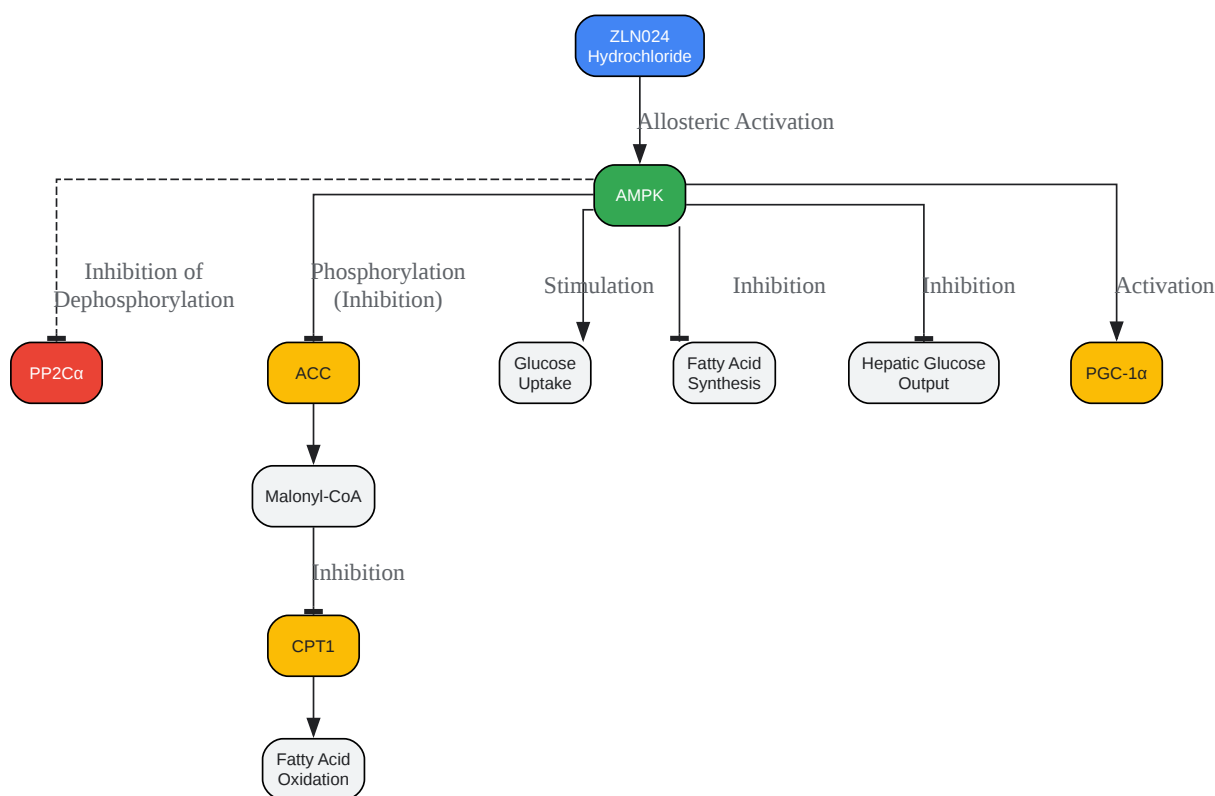 ZLN024
Hydrochloride
Allosteric Activation
AMPK
Inhibition of
Dephosphorylation
Phosphorylation
(Inhibition)
Stimulation
Inhibition
Inhibition
Activation
PP2Cα
ACC
Glucose
Uptake
Fatty Acid
Synthesis
Hepatic Glucose
Output
PGC-1α
Malonyl-CoA
Inhibition
CPT1
Fatty Acid
Oxidation